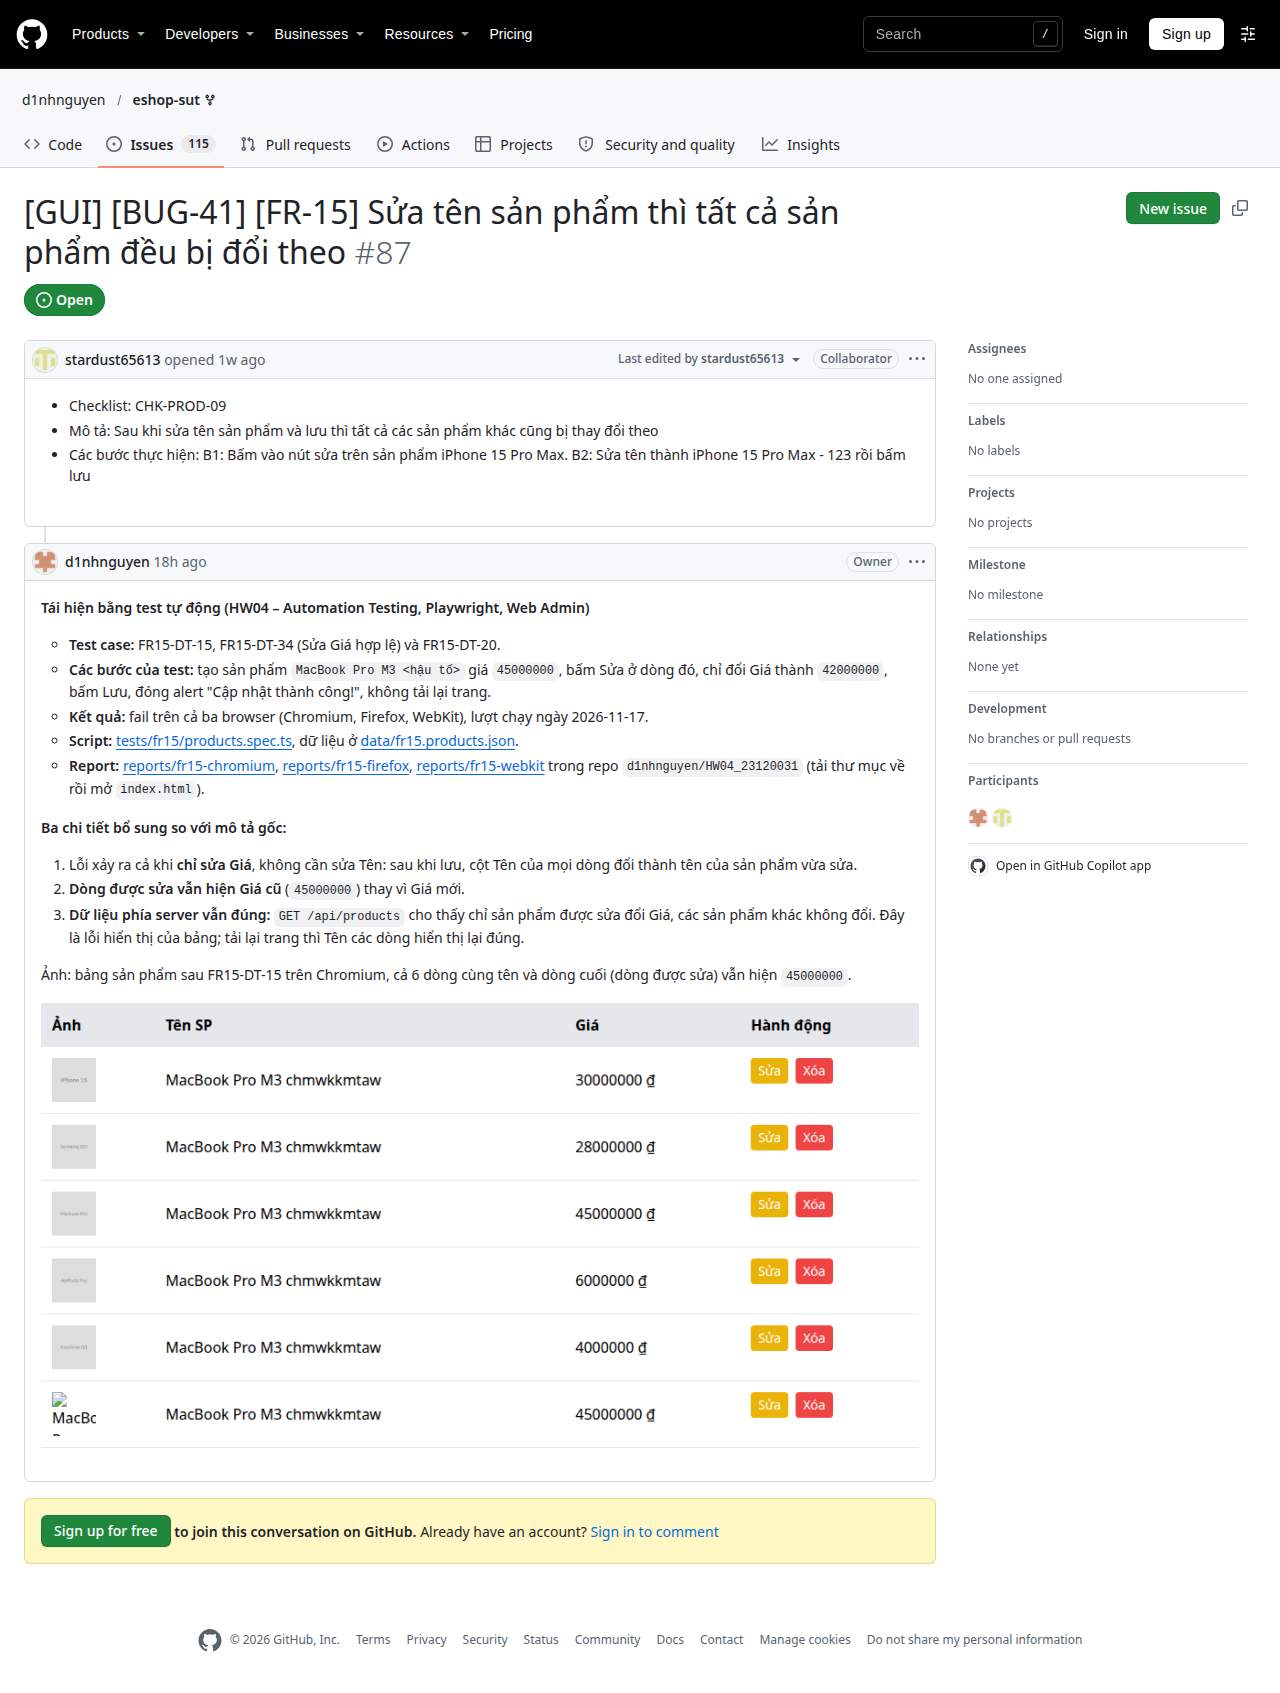 Products
Developers
Businesses
Resources
Pricing
Search
/
Sign in
Sign up
d1nhnguyen / eshop-sut
Code
Issues 115
Pull requests
Actions
Projects
Security and quality
Insights
[GUI] [BUG-41] [FR-15] Sửa tên sản phẩm thì tất cả sản
phẩm đều bị đổi theo #87
New issue
Open
stardust65613 opened 1w ago
Last edited by stardust65613
Collaborator
Checklist: CHK-PROD-09
Mô tả: Sau khi sửa tên sản phẩm và lưu thì tất cả các sản phẩm khác cũng bị thay đổi theo
Các bước thực hiện: B1: Bấm vào nút sửa trên sản phẩm iPhone 15 Pro Max. B2: Sửa tên thành iPhone 15 Pro Max - 123 rồi bấm
lưu
d1nhnguyen 18h ago
Owner
Tái hiện bằng test tự động (HW04 – Automation Testing, Playwright, Web Admin)
Test case: FR15-DT-15, FR15-DT-34 (Sửa Giá hợp lệ) và FR15-DT-20.
Các bước của test: tạo sản phẩm MacBook Pro M3 <hậu tố> giá 45000000, bấm Sửa ở dòng đó, chỉ đổi Giá thành 42000000,
bấm Lưu, đóng alert "Cập nhật thành công!", không tải lại trang.
Kết quả: fail trên cả ba browser (Chromium, Firefox, WebKit), lượt chạy ngày 2026-11-17.
Script: tests/fr15/products.spec.ts, dữ liệu ở data/fr15.products.json.
Report: reports/fr15-chromium, reports/fr15-firefox, reports/fr15-webkit trong repo d1nhnguyen/HW04_23120031 (tải thư mục về
rồi mở index.html).
Ba chi tiết bổ sung so với mô tả gốc:
1. Lỗi xảy ra cả khi chỉ sửa Giá, không cần sửa Tên: sau khi lưu, cột Tên của mọi dòng đổi thành tên của sản phẩm vừa sửa.
2. Dòng được sửa vẫn hiện Giá cũ (45000000) thay vì Giá mới.
3. Dữ liệu phía server vẫn đúng: GET /api/products cho thấy chỉ sản phẩm được sửa đổi Giá, các sản phẩm khác không đổi. Đây
là lỗi hiển thị của bảng; tải lại trang thì Tên các dòng hiển thị lại đúng.
Ảnh: bảng sản phẩm sau FR15-DT-15 trên Chromium, cả 6 dòng cùng tên và dòng cuối (dòng được sửa) vẫn hiện 45000000.
Ảnh Tên SP Giá Hành động
iPhone 15 MacBook Pro M3 chmwkkmtaw 30000000 ₫ Sửa Xóa
MacBook Pro M3 chmwkkmtaw 28000000 ₫ Sửa Xóa
MacBook Pro M3 chmwkkmtaw 45000000 ₫ Sửa Xóa
MacBook Pro M3 chmwkkmtaw 6000000 ₫ Sửa Xóa
MacBook Pro M3 chmwkkmtaw 4000000 ₫ Sửa Xóa
MacBo MacBook Pro M3 chmwkkmtaw 45000000 ₫ Sửa Xóa
Sign up for free to join this conversation on GitHub. Already have an account? Sign in to comment
Assignees
No one assigned
Labels
No labels
Projects
No projects
Milestone
No milestone
Relationships
None yet
Development
No branches or pull requests
Participants
Open in GitHub Copilot app
© 2026 GitHub, Inc.
Terms
Privacy
Security
Status
Community
Docs
Contact
Manage cookies
Do not share my personal information